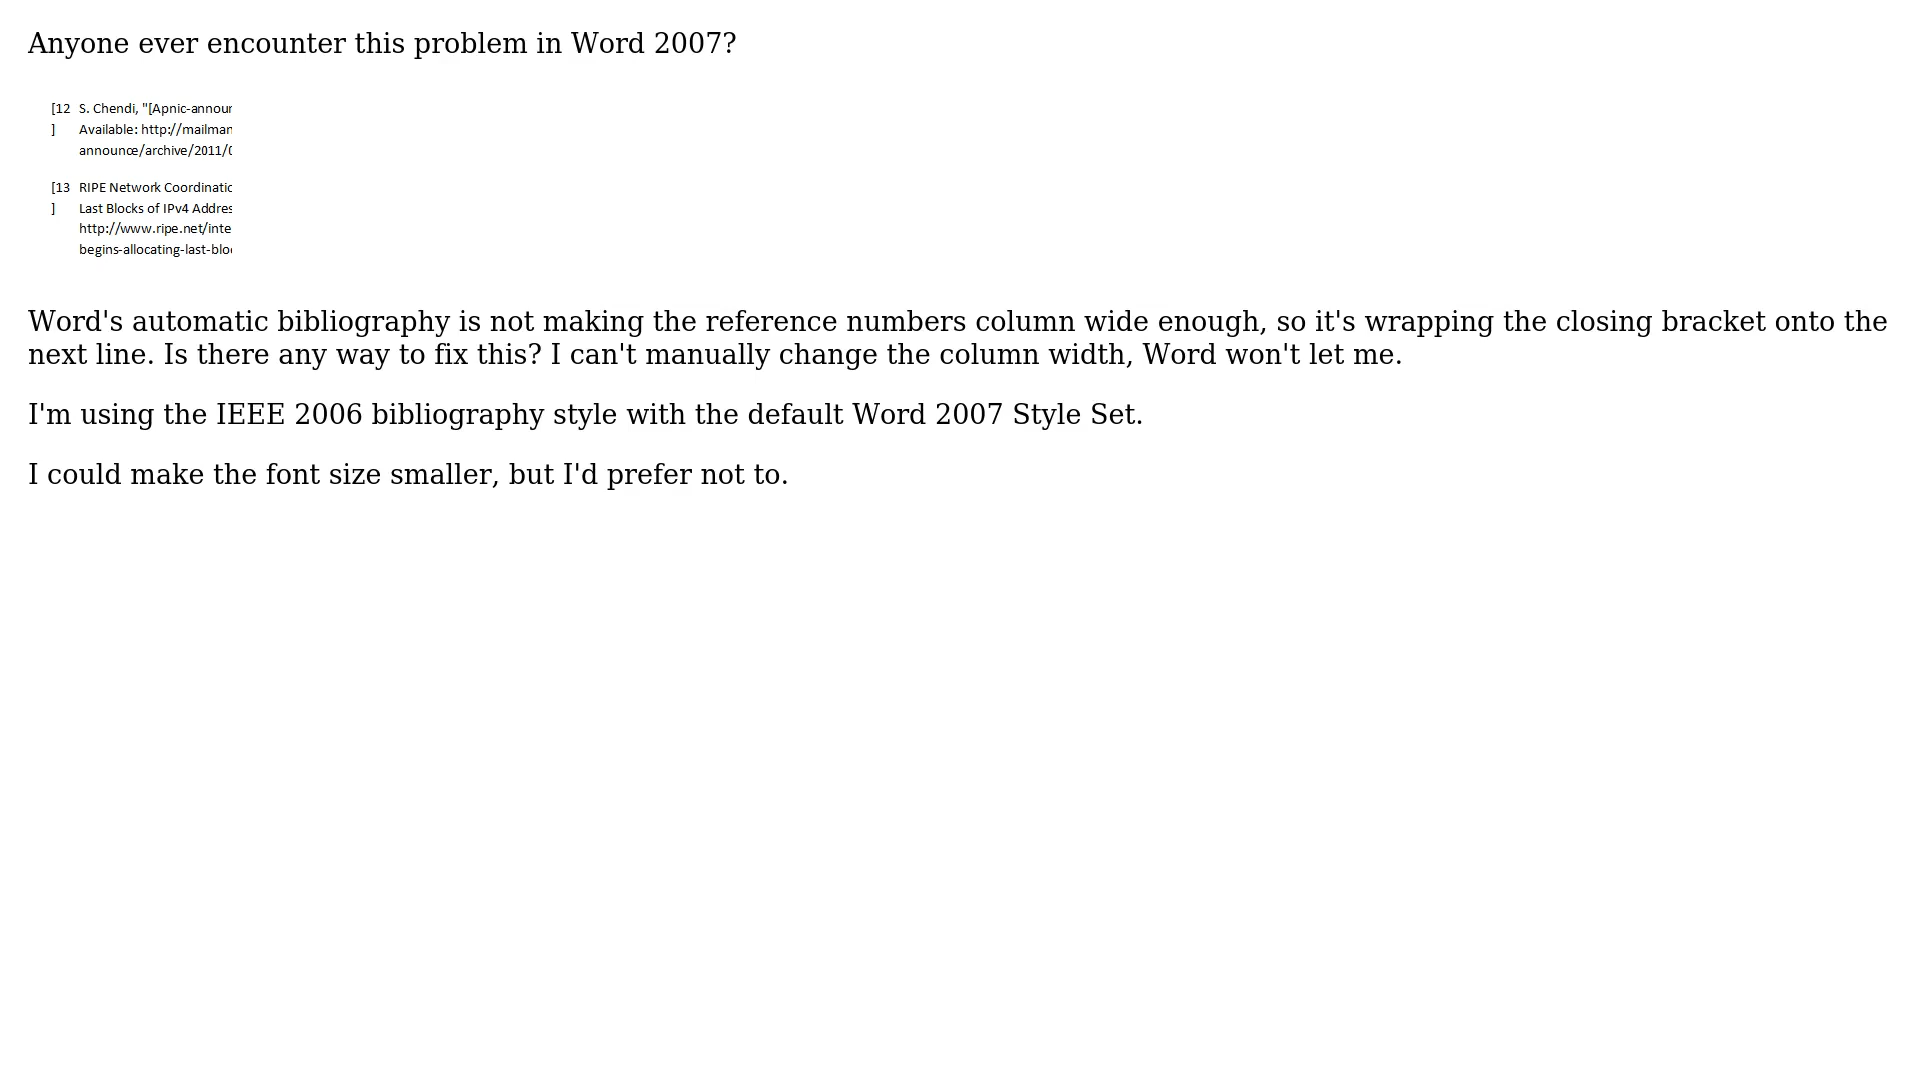 Anyone ever encounter this problem in Word 2007?
[12 S. Chendi, "[Apnic-announ
] Available: http://mailman
announce/archive/2011/0
[13 RIPE Network Coordinatio
] Last Blocks of IPv4 Addres
http://www.ripe.net/inte
begins-allocating-last-bloc
Word's automatic bibliography is not making the reference numbers column wide enough, so it's wrapping the closing bracket onto the
next line. Is there any way to fix this? I can't manually change the column width, Word won't let me.
I'm using the IEEE 2006 bibliography style with the default Word 2007 Style Set.
I could make the font size smaller, but I'd prefer not to.